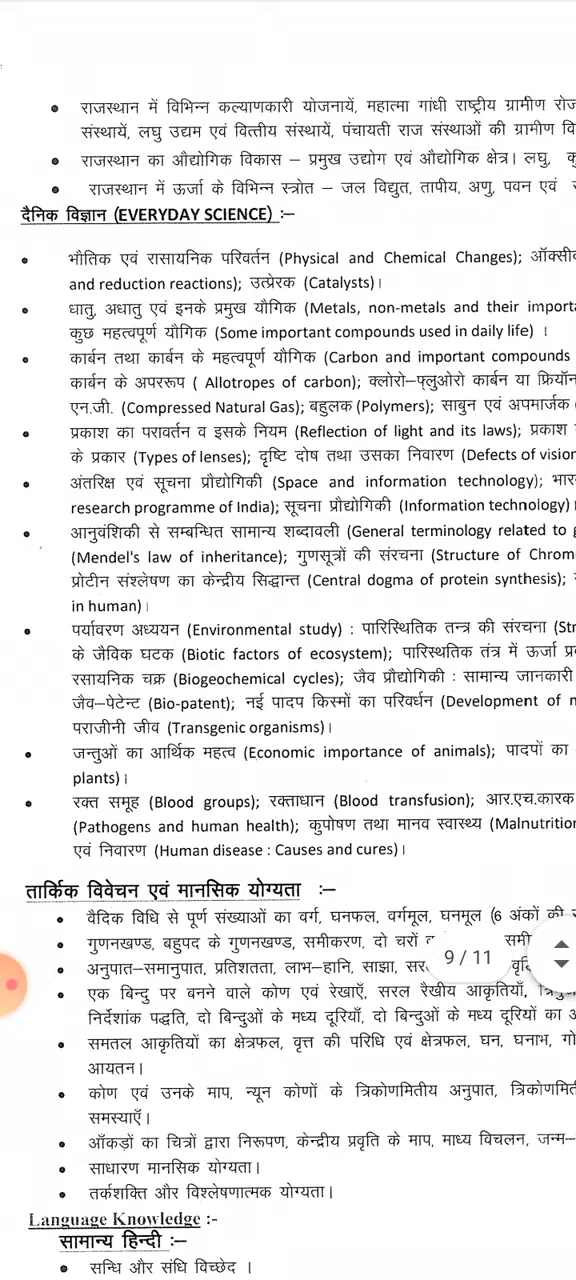 राजस्थान में विभिन्न कल्याणकारी योजनायें, महात्मा गांधी राष्ट्रीय ग्रामीण
संस्थायें, लघु उद्यम एवं वित्तीय संस्थायें, पंचायती राज संस्थाओं की ग्रामीण
राजस्थान का औद्योगिक विकास – प्रमुख उद्योग एवं औद्योगिक क्षेत्र। लघु,
राजस्थान में ऊर्जा के विभिन्न स्त्रोत – जल विद्युत, तापीय, अणु, पवन एवं
दैनिक विज्ञान (EVERYDAY SCIENCE) :–
भौतिक एवं रासायनिक परिवर्तन (Physical and Chemical Changes);
and reduction reactions); उत्प्रेरक (Catalysts)।
धातु, अधातु एवं इनके प्रमुख यौगिक (Metals, non-metals and their
कुछ महत्वपूर्ण यौगिक (Some important compounds used in daily life) ।
कार्बन तथा कार्बन के महत्वपूर्ण यौगिक (Carbon and important compounds
कार्बन के अपररूप ( Allotropes of carbon); क्लोरो–फ्लुओरो कार्बन या फ्रियॉन
एन.जी. (Compressed Natural Gas); बहुलक (Polymers); साबुन एवं अपमार्जक
प्रकाश का परावर्तन व इसके नियम (Reflection of light and its laws); प्रकाश
के प्रकार (Types of lenses); दृष्टि दोष तथा उसका निवारण (Defects of vision
अंतरिक्ष एवं सूचना प्रौद्योगिकी (Space and information technology);
research programme of India); सूचना प्रौद्योगिकी (Information technology)।
आनुवंशिकी से सम्बन्धित सामान्य शब्दावली (General terminology related to
(Mendel's law of inheritance); गुणसूत्रों की संरचना (Structure of
प्रोटीन संश्लेषण का केन्द्रीय सिद्धान्त (Central dogma of protein synthesis);
in human)।
पर्यावरण अध्ययन (Environmental study) : पारिस्थितिक तन्त्र की संरचना
के जैविक घटक (Biotic factors of ecosystem); पारिस्थतिक तंत्र में ऊर्जा
रसायनिक चक्र (Biogeochemical cycles); जैव प्रौद्योगिकी : सामान्य जानकारी
जैव–पेटेन्ट (Bio-patent); नई पादप किस्मों का परिवर्धन (Development of
पराजीनी जीव (Transgenic organisms)।
जन्तुओं का आर्थिक महत्व (Economic importance of animals); पादपों का
plants)।
रक्त समूह (Blood groups); रक्ताधान (Blood transfusion); आर.एच.कारक
(Pathogens and human health); कुपोषण तथा मानव स्वास्थ्य (Malnutrition
एवं निवारण (Human disease : Causes and cures)।
तार्किक विवेचन एवं मानसिक योग्यता :–
वैदिक विधि से पूर्ण संख्याओं का वर्ग, घनफल, वर्गमूल, घनमूल (6 अंकों की
गुणनखण्ड, बहुपद के गुणनखण्ड, समीकरण, दो चरों
अनुपात–समानुपात, प्रतिशतता, लाभ–हानि, साझा,
9 / 11
एक बिन्दु पर बनने वाले कोण एवं रेखाएँ, सरल रैखीय आकृतियाँ,
निर्देशांक पद्धति, दो बिन्दुओं के मध्य दूरियाँ, दो बिन्दुओं के मध्य दूरियों का
समतल आकृतियों का क्षेत्रफल, वृत्त की परिधि एवं क्षेत्रफल, घन, घनाभ,
आयतन।
कोण एवं उनके माप, न्यून कोणों के त्रिकोणमितीय अनुपात,
समस्याएँ।
आँकड़ों का चित्रों द्वारा निरूपण, केन्द्रीय प्रवृति के माप, माध्य विचलन, जन्म–
साधारण मानसिक योग्यता।
तर्कशक्ति और विश्लेषणात्मक योग्यता।
Language Knowledge :-
सामान्य हिन्दी :–
सन्धि और संधि विच्छेद ।